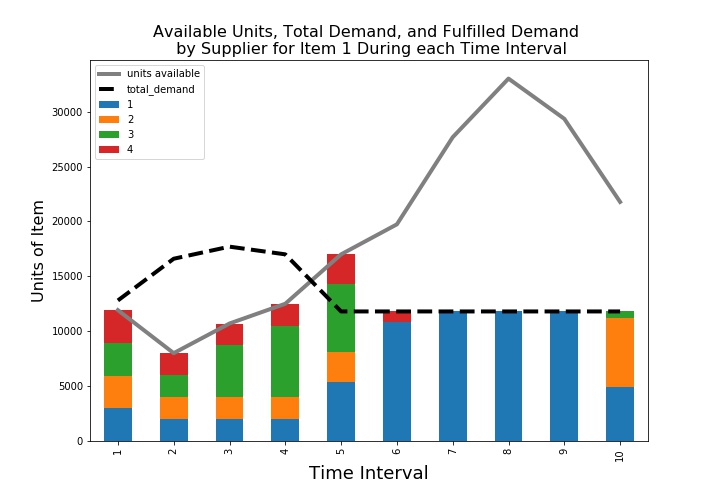 Available Units, Total Demand, and Fulfilled Demand
by Supplier for Item 1 During each Time Interval
units available
total_demand
1
2
3
4
30000
25000
20000
15000
10000
5000
0
Units of Item
1 2 3 4 5 6 7 8 9 10
Time Interval